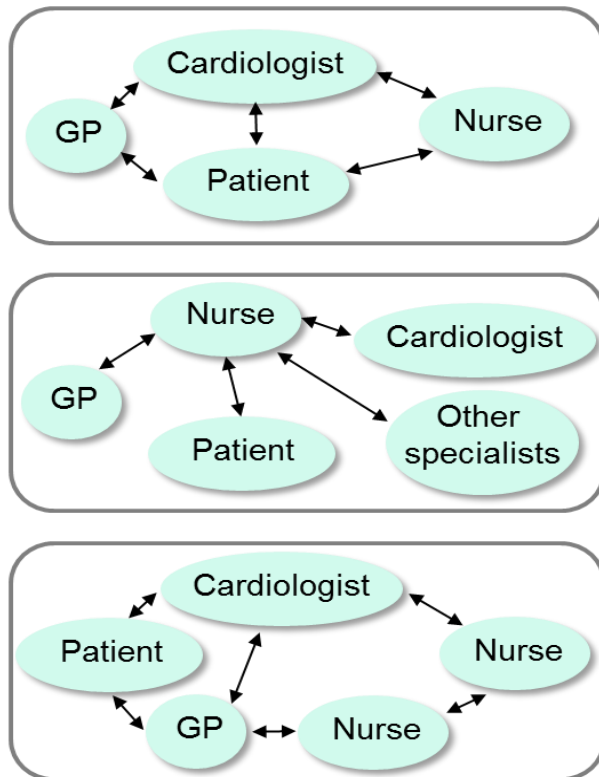 Cardiologist
GP
Nurse
Patient
Nurse
Cardiologist
GP
Patient
Other
specialists
Cardiologist
Patient
Nurse
GP
Nurse